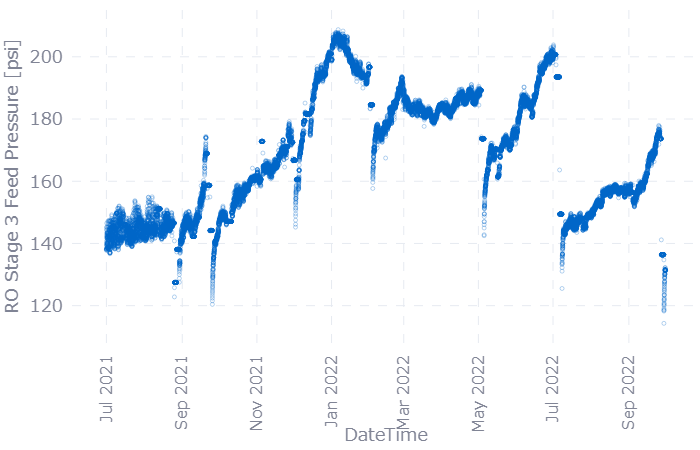 RO Stage 3 Feed Pressure [psi]
200
180
160
140
120
Jul 2021
Sep 2021
Nov 2021
Jan 2022
Mar 2022
May 2022
Jul 2022
Sep 2022
DateTime